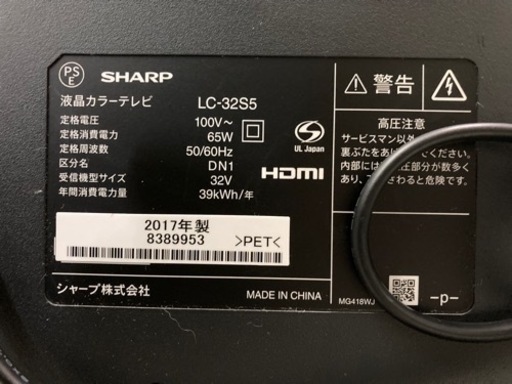 PS
E
SHARP
液晶カラーテレビ LC-32S5
定格電圧 100V～
定格消費電力 65W
定格周波数 50/60Hz
区分名 DN1
受信機型サイズ 32V
年間消費電力量 39kWh/年
UL Japan
HDMI
2017年製
8389953
>PET<
シャープ株式会社
MADE IN CHINA
警告
高圧注意
サービスマン以外
裏ぶたをあけ
内部には 圧部分が数多く
さわると危険です。
MG418WJ
-p-